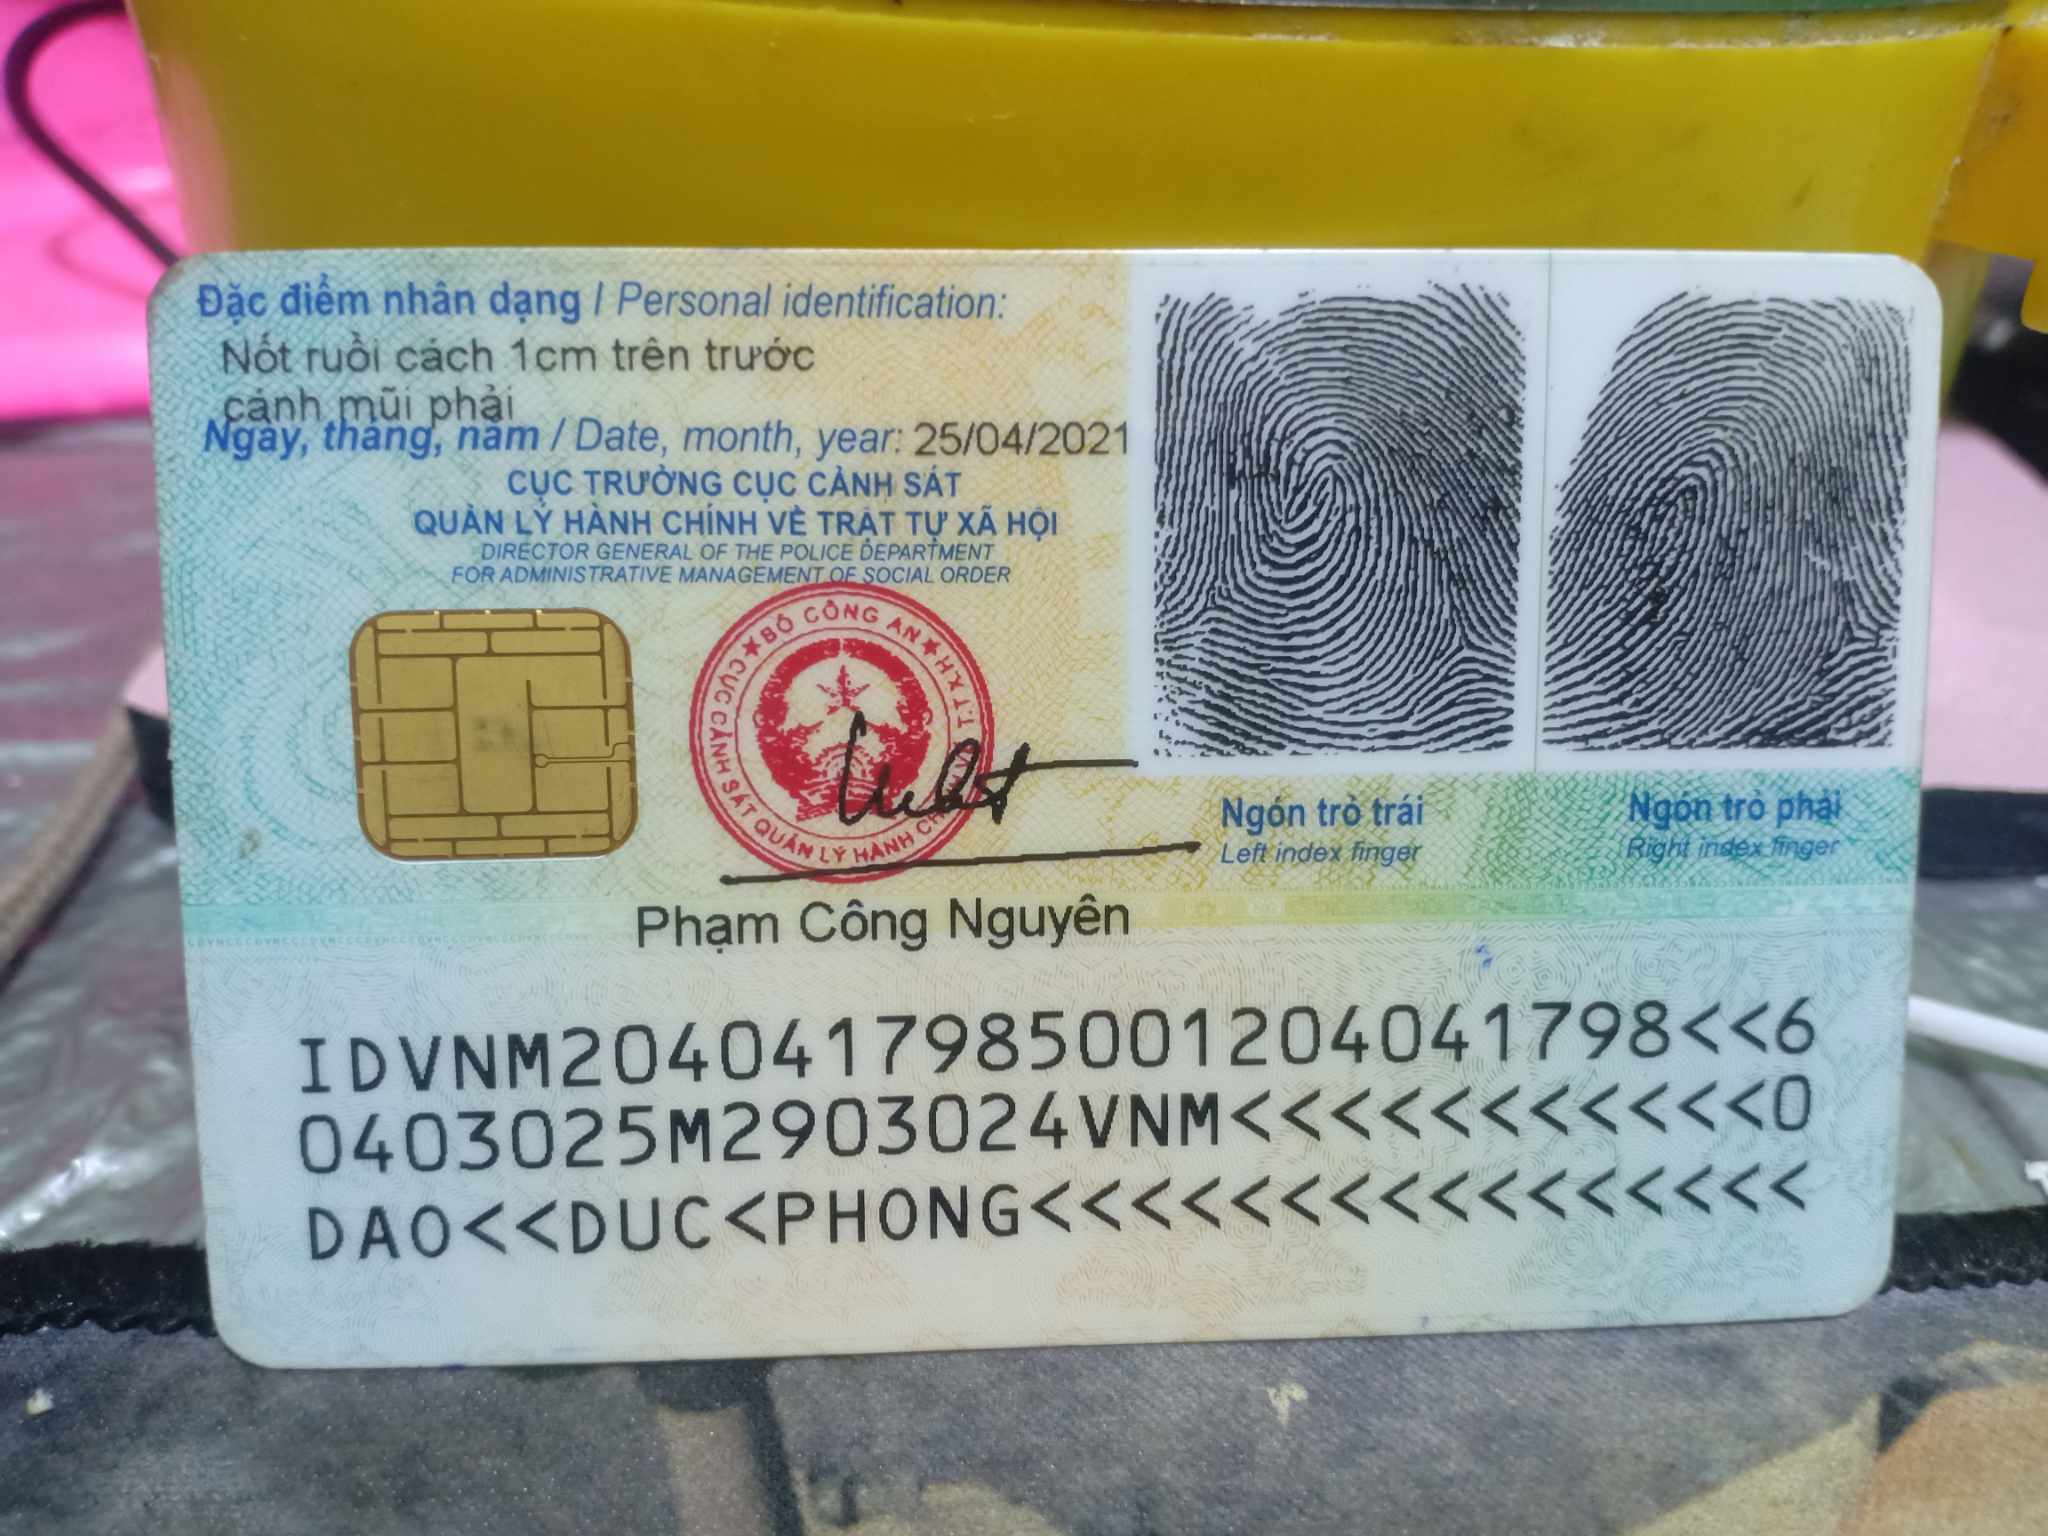 Đặc điểm nhân dạng / Personal identification:
Nốt ruồi cách 1cm trên trước
cánh mũi phải
Ngày, tháng, năm / Date, month, year: 25/04/2021
CỤC TRƯỞNG CỤC CẢNH SÁT
QUẢN LÝ HÀNH CHÍNH VỀ TRẬT TỰ XÃ HỘI
DIRECTOR GENERAL OF THE POLICE DEPARTMENT
FOR ADMINISTRATIVE MANAGEMENT OF SOCIAL ORDER
BỘ CÔNG AN
CỤC CẢNH SÁT QUẢN LÝ HÀNH CHÍNH VỀ T.T.X.H
Ngón trỏ trái
Left index finger
Ngón trỏ phải
Right index finger
Phạm Công Nguyên
IDVNM2040417985001204041798<<6
0403025M2903024VNM<<<<<<<<<<<0
DAO<<DUC<PHONG<<<<<<<<<<<<<<<<